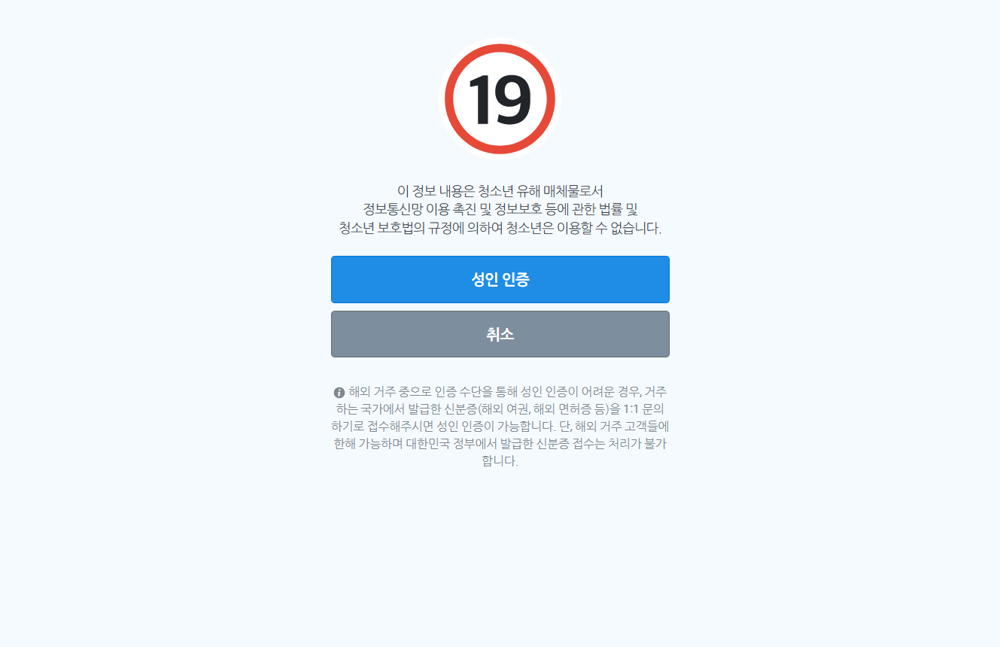 19
이 정보 내용은 청소년 유해 매체물로서
정보통신망 이용 촉진 및 정보보호 등에 관한 법률 및
청소년 보호법의 규정에 의하여 청소년은 이용할 수 없습니다.
성인 인증
취소
해외 거주 중으로 인증 수단을 통해 성인 인증이 어려운 경우, 거주
하는 국가에서 발급한 신분증(해외 여권, 해외 면허증 등)을 1:1 문의
하기로 접수해주시면 성인 인증이 가능합니다. 단, 해외 거주 고객들에
한해 가능하며 대한민국 정부에서 발급한 신분증 접수는 처리가 불가
합니다.